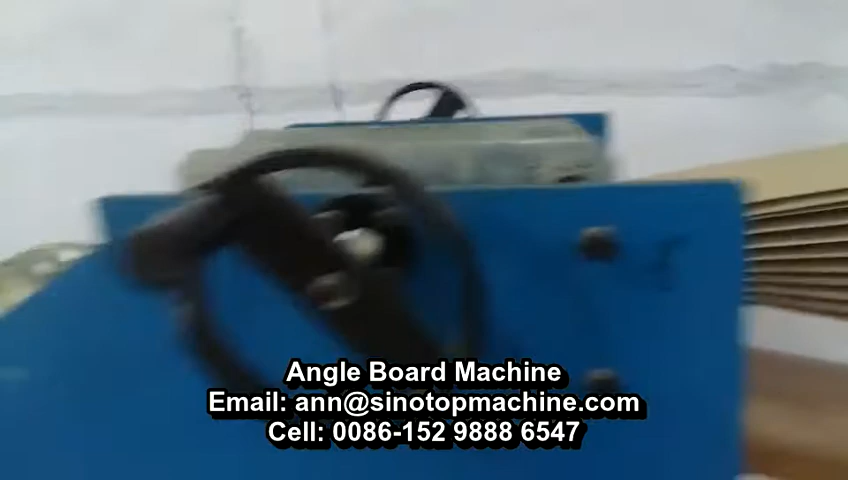 Angle Board Machine
Email: ann@sinotopmachine.com
Cell: 0086-152 9888 6547